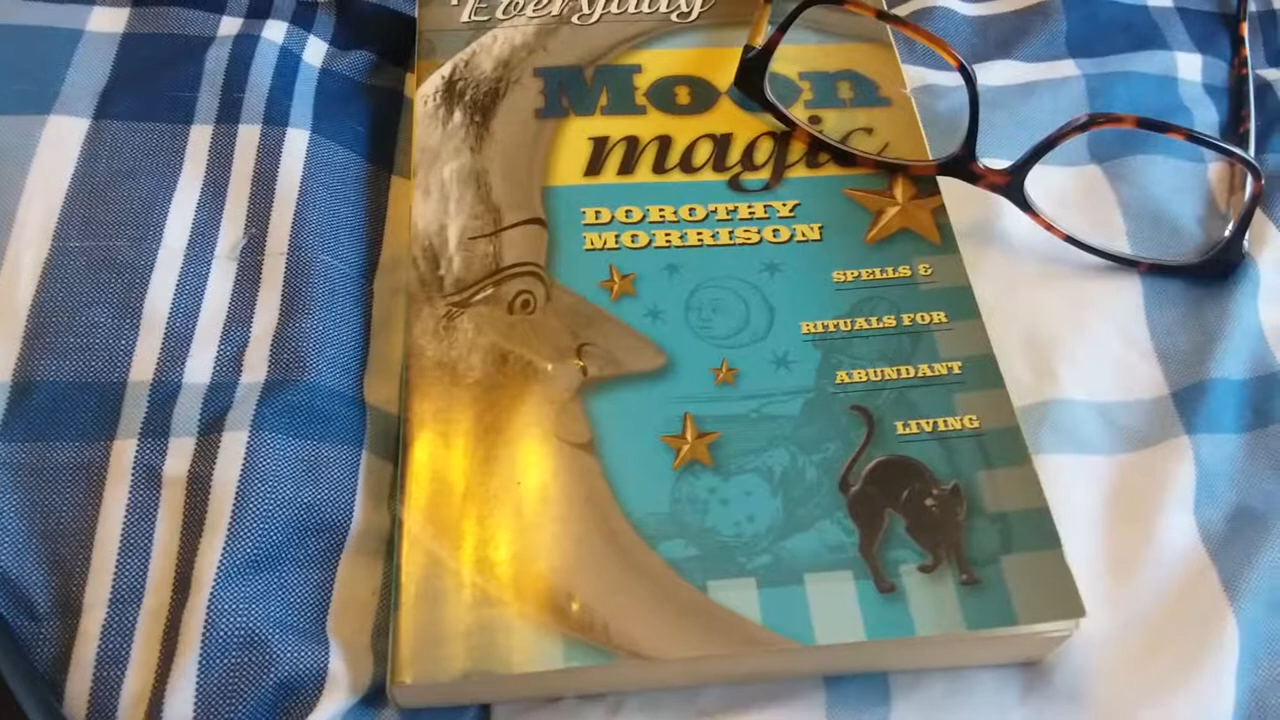 Everyday
Moon
magic
DOROTHY
MORRISON
SPELLS &
RITUALS FOR
ABUNDANT
LIVING